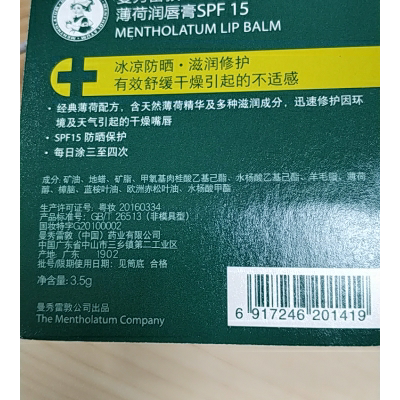 薄荷润唇膏SPF 15
MENTHOLATUM LIP BALM
冰凉防晒·滋润修护
有效舒缓干燥引起的不适感
• 经典薄荷配方，含天然薄荷精华及多种滋润成分，迅速修护因环
境及天气引起的干燥嘴唇
• SPF15 防晒保护
• 每日涂三至四次
成分: 矿油、地蜡、矿脂、甲氧基肉桂酸乙基己酯、水杨酸乙基己酯、羊毛脂、薄荷
醇、樟脑、蓝桉叶油、欧洲赤松叶油、水杨酸甲酯
生产许可证号: 粤妆 20160334
产品标准号: GB/T 26513 (非模具型)
国妆特字G20100002
曼秀雷敦（中国）药业有限公司
中国广东省中山市三乡镇第二工业区
产地: 广东 1902
批号/限期使用日期: 见筒底 合格
净含量: 3.5g
曼秀雷敦公司出品
The Mentholatum Company
6 917246 201419